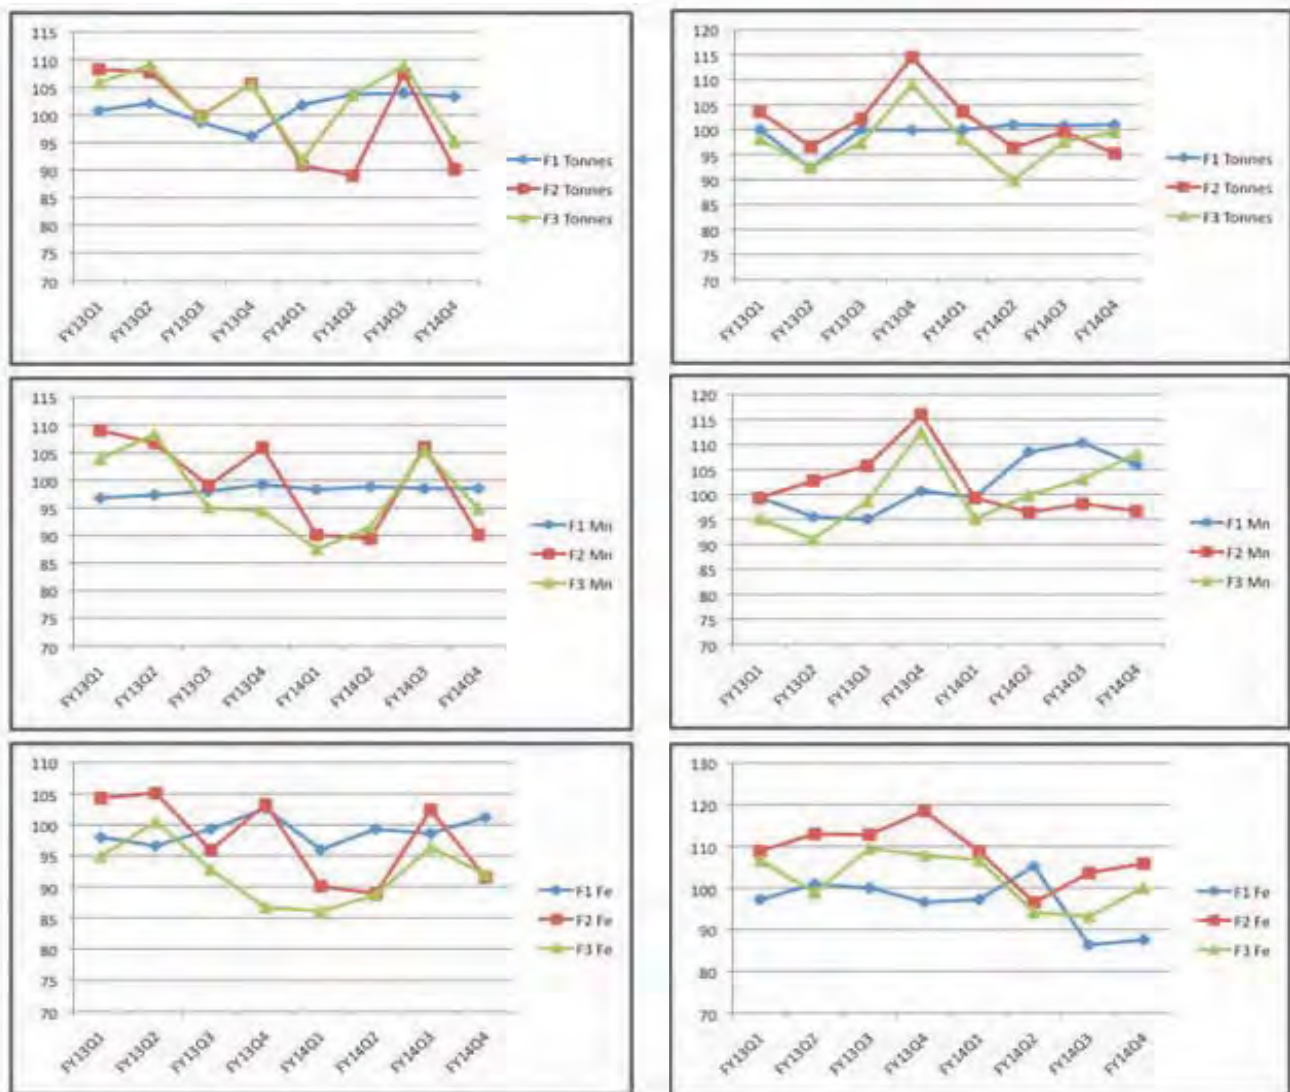 115
110
105
100
95
90
85
80
75
70
FY13Q1
FY13Q2
FY13Q3
FY13Q4
FY14Q1
FY14Q2
FY14Q3
FY14Q4
F1 Tonnes
F2 Tonnes
F3 Tonnes
120
115
110
105
100
95
90
85
80
75
70
FY13Q1
FY13Q2
FY13Q3
FY13Q4
FY14Q1
FY14Q2
FY14Q3
FY14Q4
F1 Tonnes
F2 Tonnes
F3 Tonnes
115
110
105
100
95
90
85
80
75
70
FY13Q1
FY13Q2
FY13Q3
FY13Q4
FY14Q1
FY14Q2
FY14Q3
FY14Q4
F1 Mn
F2 Mn
F3 Mn
120
115
110
105
100
95
90
85
80
75
70
FY13Q1
FY13Q2
FY13Q3
FY13Q4
FY14Q1
FY14Q2
FY14Q3
FY14Q4
F1 Mn
F2 Mn
F3 Mn
110
105
100
95
90
85
80
75
70
FY13Q1
FY13Q2
FY13Q3
FY13Q4
FY14Q1
FY14Q2
FY14Q3
FY14Q4
F1 Fe
F2 Fe
F3 Fe
130
120
110
100
90
80
70
FY13Q1
FY13Q2
FY13Q3
FY13Q4
FY14Q1
FY14Q2
FY14Q3
FY14Q4
F1 Fe
F2 Fe
F3 Fe